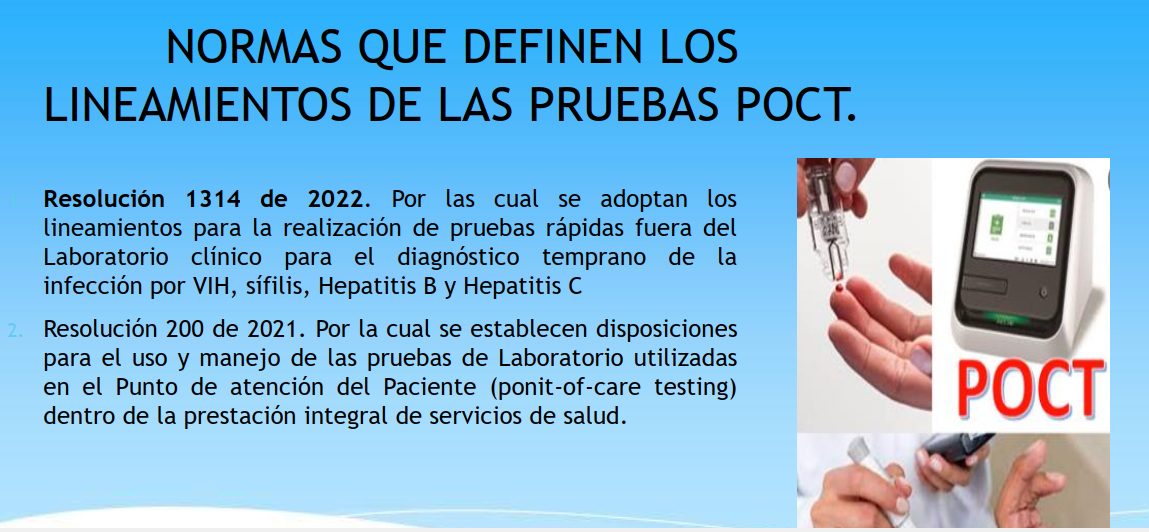 NORMAS QUE DEFINEN LOS
LINEAMIENTOS DE LAS PRUEBAS POCT.
Resolución 1314 de 2022. Por las cual se adoptan los
lineamientos para la realización de pruebas rápidas fuera del
Laboratorio clínico para el diagnóstico temprano de la
infección por VIH, sífilis, Hepatitis B y Hepatitis C
2. Resolución 200 de 2021. Por la cual se establecen disposiciones
para el uso y manejo de las pruebas de Laboratorio utilizadas
en el Punto de atención del Paciente (ponit-of-care testing)
dentro de la prestación integral de servicios de salud.
POCT